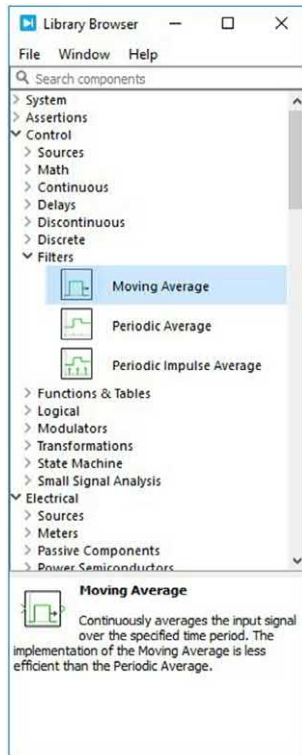 Library Browser
File Window Help
Search components
System
Assertions
Control
Sources
Math
Continuous
Delays
Discontinuous
Discrete
Filters
Moving Average
Periodic Average
Periodic Impulse Average
Functions & Tables
Logical
Modulators
Transformations
State Machine
Small Signal Analysis
Electrical
Sources
Meters
Passive Components
Power Semiconductors
Moving Average
Continuously averages the input signal
over the specified time period. The
implementation of the Moving Average is less
efficient than the Periodic Average.